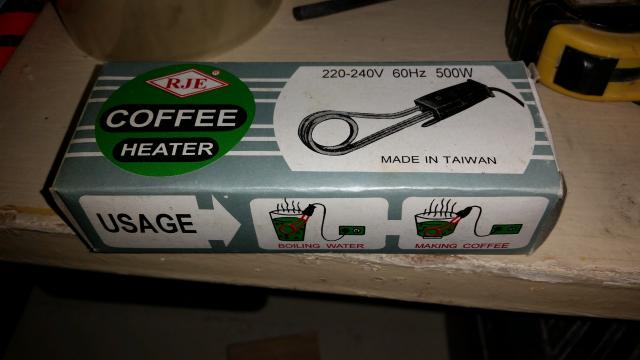 RJE®
COFFEE
HEATER
220-240V 60Hz 500W
MADE IN TAIWAN
USAGE
BOILING WATER
MAKING COFFEE